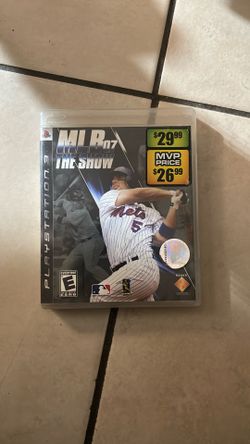 PLAYSTATION 3
MLB 07
THE SHOW
$29.99
MVP
PRICE
$26.99
Mets
5
E